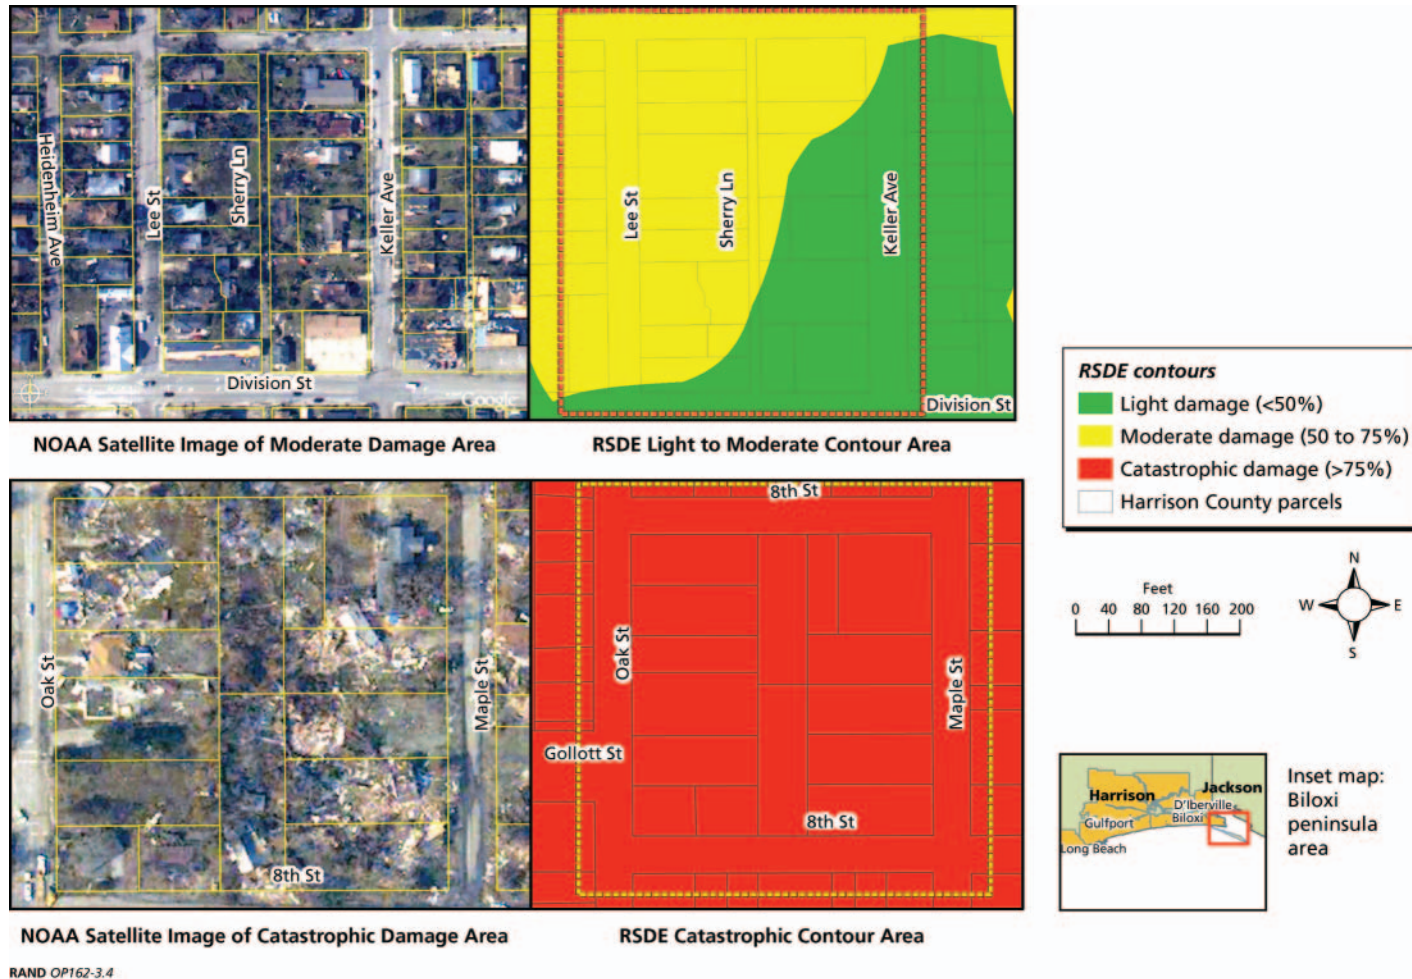 Heidenheim Ave
Lee St
Sherry Ln
Keller Ave
Division St
Google
Lee St
Sherry Ln
Keller Ave
Division St
NOAA Satellite Image of Moderate Damage Area
RSDE Light to Moderate Contour Area
RSDE contours
Light damage (<50%)
Moderate damage (50 to 75%)
Catastrophic damage (>75%)
Harrison County parcels
Feet
0 40 80 120 160 200
N
W E
S
Oak St
Maple St
8th St
8th St
Oak St
Maple St
Gollott St
8th St
Harrison
Jackson
D'Iberville
Biloxi
Gulfport
Long Beach
Inset map:
Biloxi
peninsula
area
NOAA Satellite Image of Catastrophic Damage Area
RSDE Catastrophic Contour Area
RAND OP162-3.4